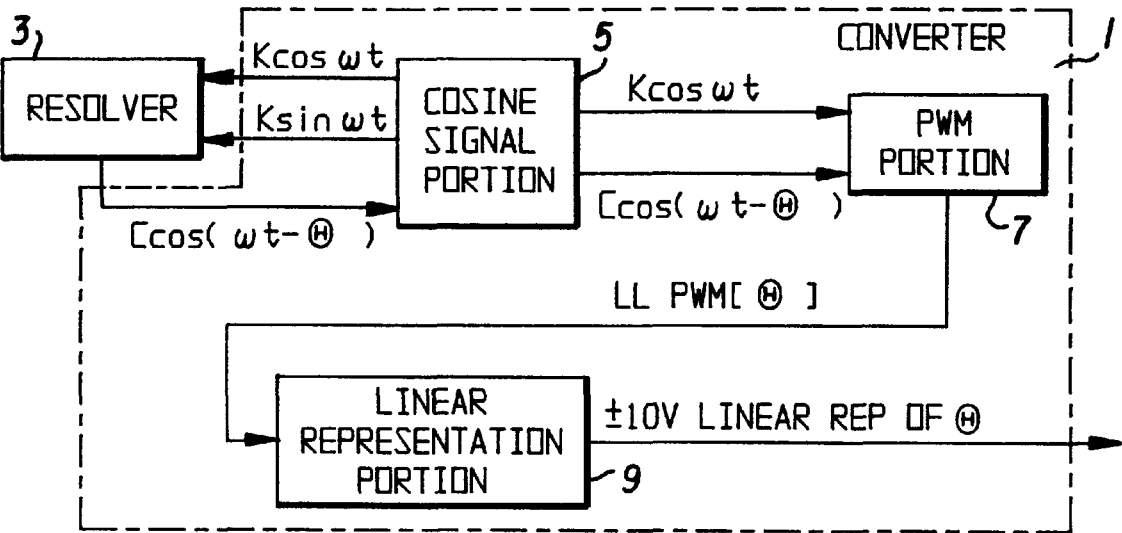 3
CONVERTER
1
RESOLVER
Kcos ωt
Ksin ωt
5
COSINE
SIGNAL
PORTION
Kcos ωt
PWM
PORTION
7
Ccos( ωt-Θ )
Ccos( ωt-Θ )
LL PWM[ Θ ]
LINEAR
REPRESENTATION
PORTION
9
±10V LINEAR REP OF Θ